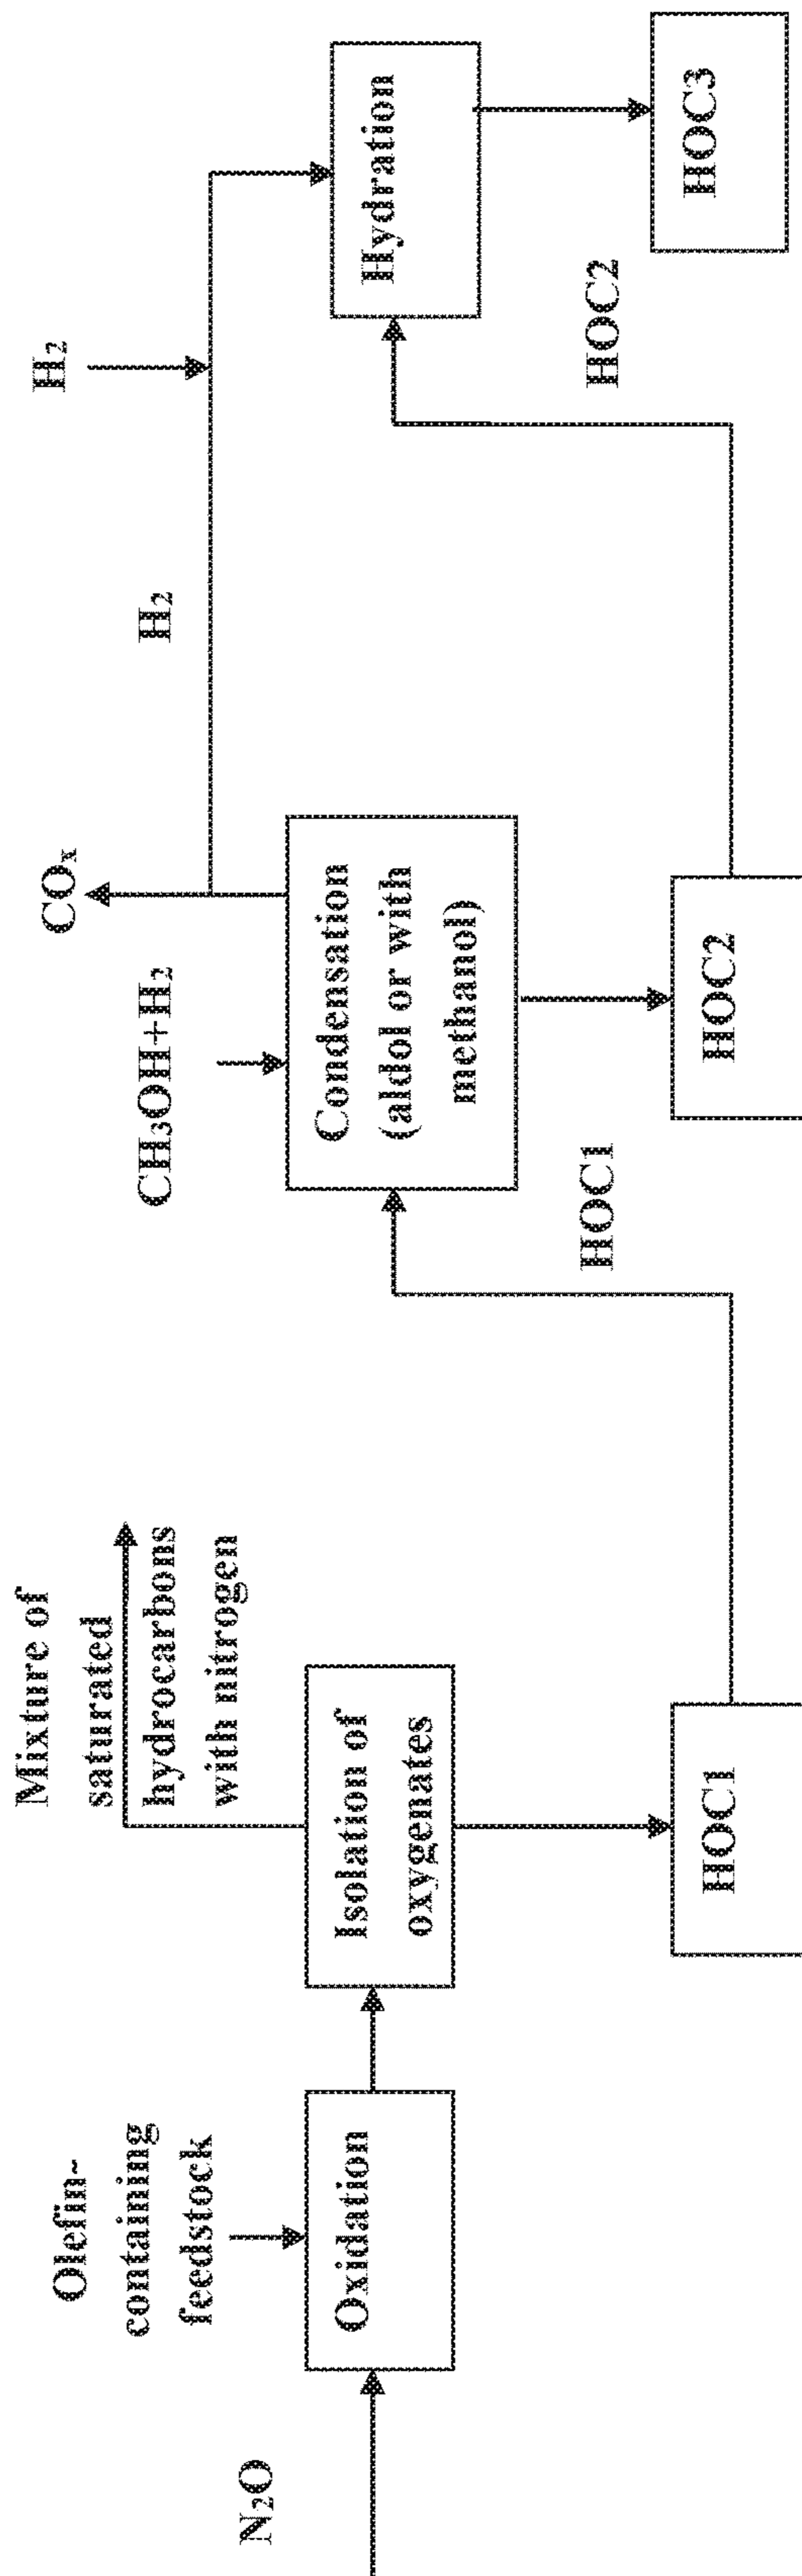 N₂O
Olefin-
containing
feedstock
Oxidation
Mixture of
saturated
hydrocarbons
with nitrogen
Isolation of
oxygenates
HOC1
HOC1
CH₃OH+H₂
COₓ
Condensation
(aldol or with
methanol)
HOC2
H₂
H₂
HOC2
Hydration
HOC3